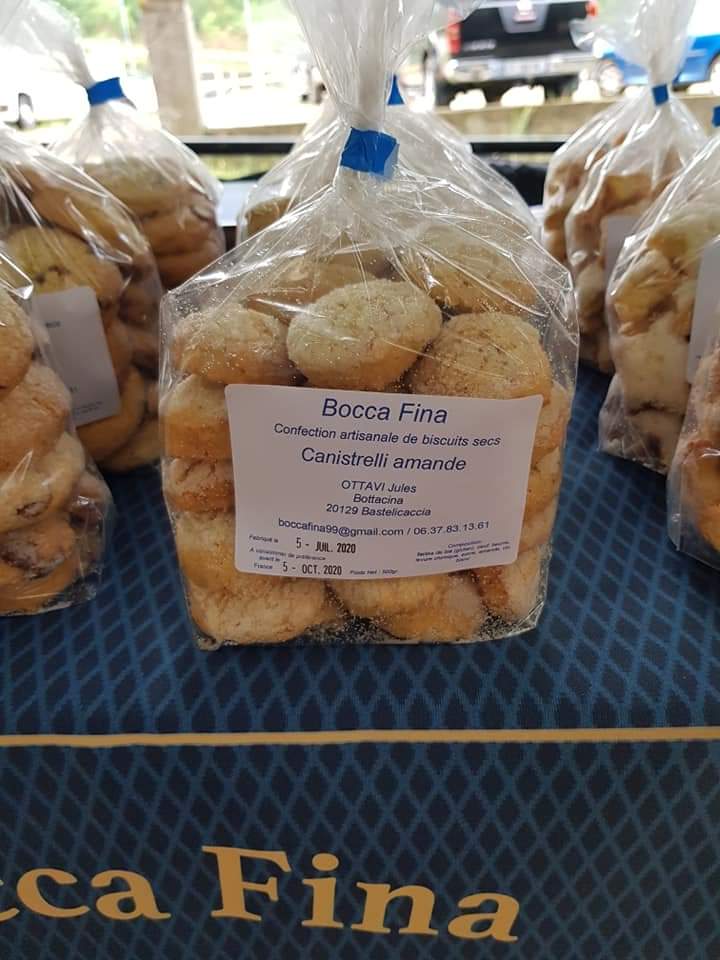 Bocca Fina
Confection artisanale de biscuits secs
Canistrelli amande
OTTAVI Jules
Bottacina
20129 Bastelicaccia
boccafina99@gmail.com / 06.37.83.13.61
Fabriqué le 5 - JUIL. 2020
A consommer de préférence
avant le
France 5 - OCT. 2020 Poids Net : 500gr.
Composition:
cca Fina